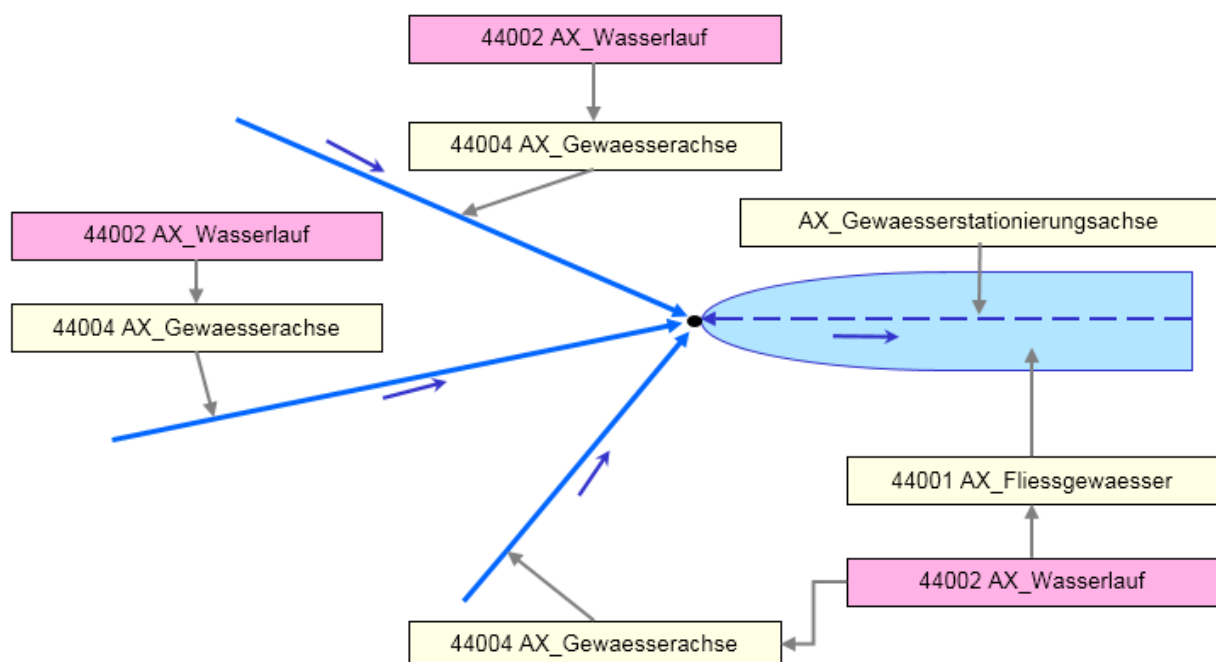 44002 AX_Wasserlauf
44004 AX_Gewaesserachse
44002 AX_Wasserlauf
44004 AX_Gewaesserachse
AX_Gewaesserstationierungsachse
44001 AX_Fliessgewaesser
44002 AX_Wasserlauf
44004 AX_Gewaesserachse